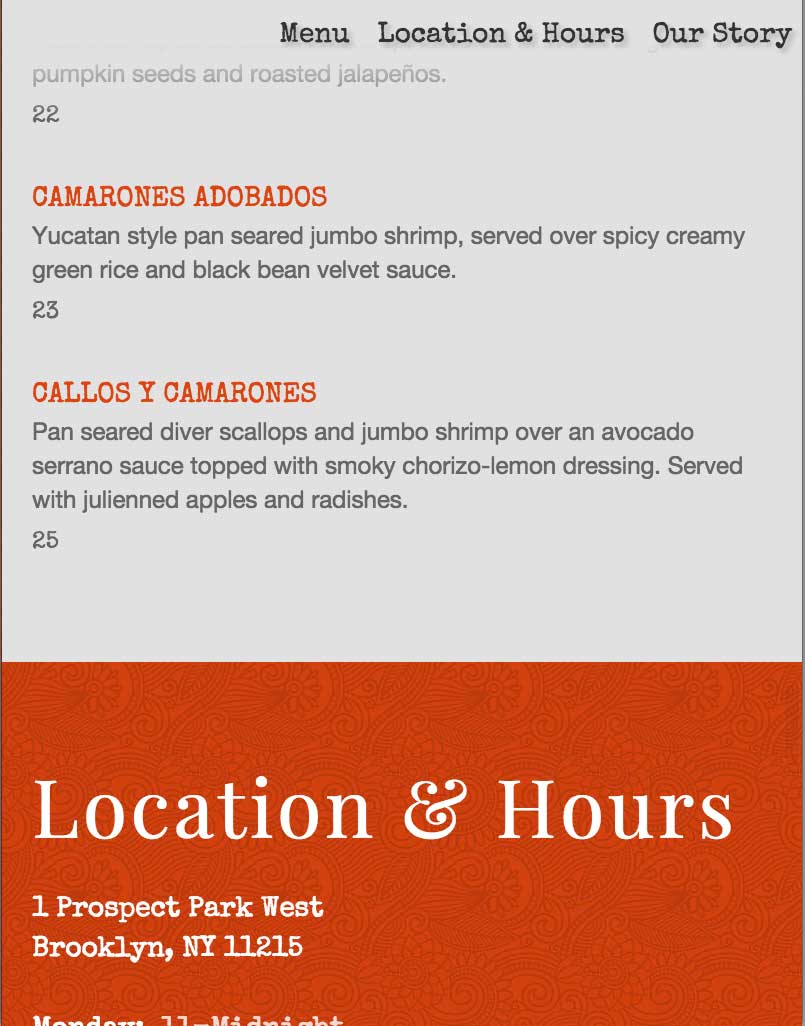 Menu Location & Hours Our Story
pumpkin seeds and roasted jalapeños.
22
CAMARONES ADOBADOS
Yucatan style pan seared jumbo shrimp, served over spicy creamy
green rice and black bean velvet sauce.
23
CALLOS Y CAMARONES
Pan seared diver scallops and jumbo shrimp over an avocado
serrano sauce topped with smoky chorizo-lemon dressing. Served
with julienned apples and radishes.
25
Location & Hours
1 Prospect Park West
Brooklyn, NY 11215
Monday: 11-Midnight